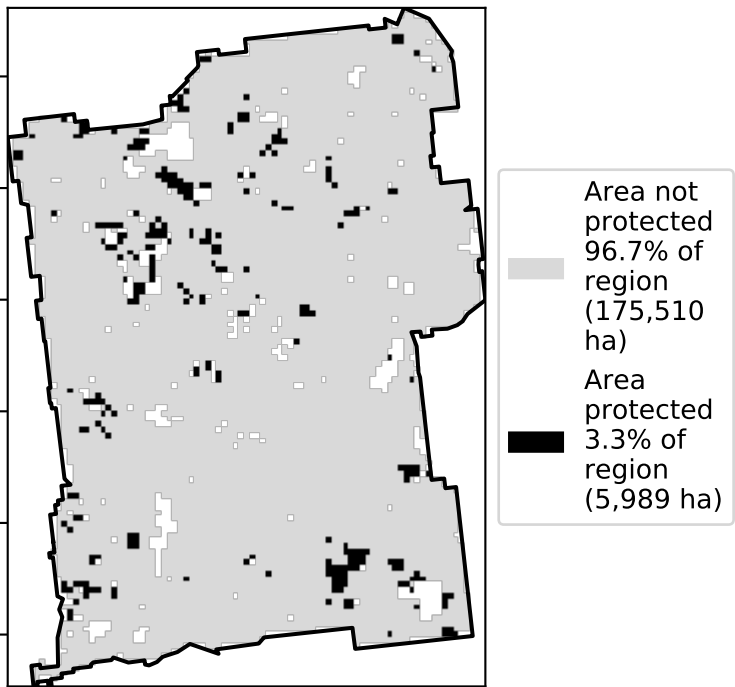 Area not
protected
96.7% of
region
(175,510
ha)
Area
protected
3.3% of
region
(5,989 ha)